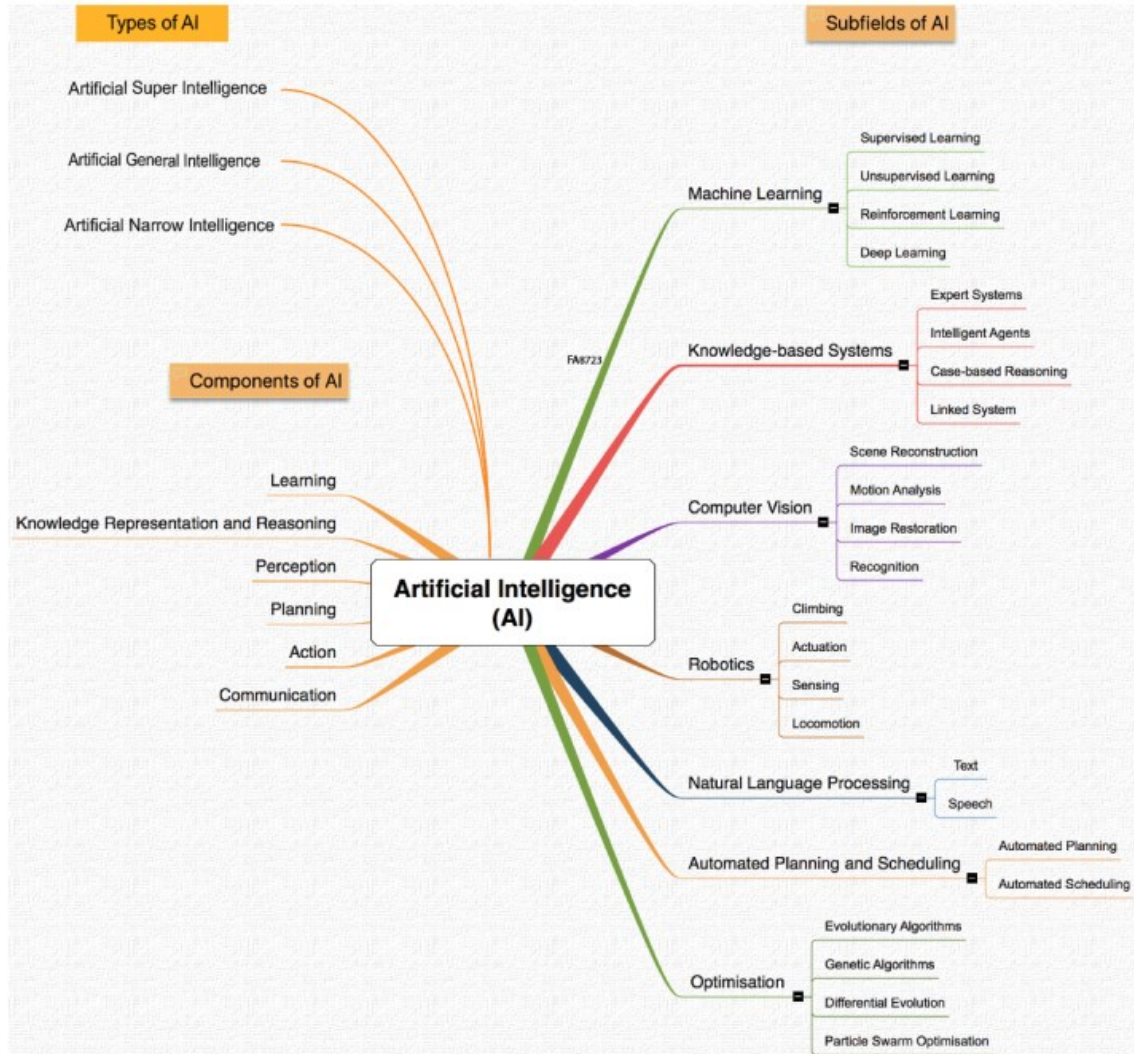 Types of AI
Artificial Super Intelligence
Artificial General Intelligence
Artificial Narrow Intelligence
Components of AI
Learning
Knowledge Representation and Reasoning
Perception
Planning
Action
Communication
Artificial Intelligence
(AI)
Subfields of AI
FA8723
Machine Learning
Supervised Learning
Unsupervised Learning
Reinforcement Learning
Deep Learning
Knowledge-based Systems
Expert Systems
Intelligent Agents
Case-based Reasoning
Linked System
Computer Vision
Scene Reconstruction
Motion Analysis
Image Restoration
Recognition
Robotics
Climbing
Actuation
Sensing
Locomotion
Natural Language Processing
Text
Speech
Automated Planning and Scheduling
Automated Planning
Automated Scheduling
Optimisation
Evolutionary Algorithms
Genetic Algorithms
Differential Evolution
Particle Swarm Optimisation